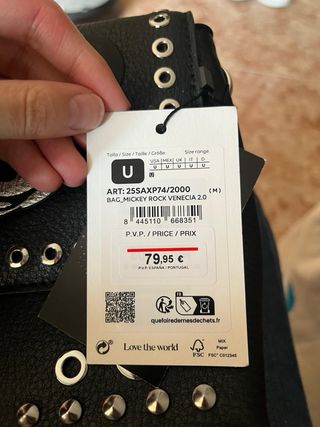 Talla / Size / Taille / Größe
Size range
U
USA MEX UK IT D
U U
U
ART: 25SAXP74/2000
(M)
BAG_MICKEY ROCK VENECIA 2.0
8 445110 668351
P.V.P. / PRICE / PRIX
79,95 €
P.V.P. ESPAÑA - PORTUGAL
FR
quefairedemesdechets.fr
Love the world
FSC
MIX
Paper
FSC® C012345